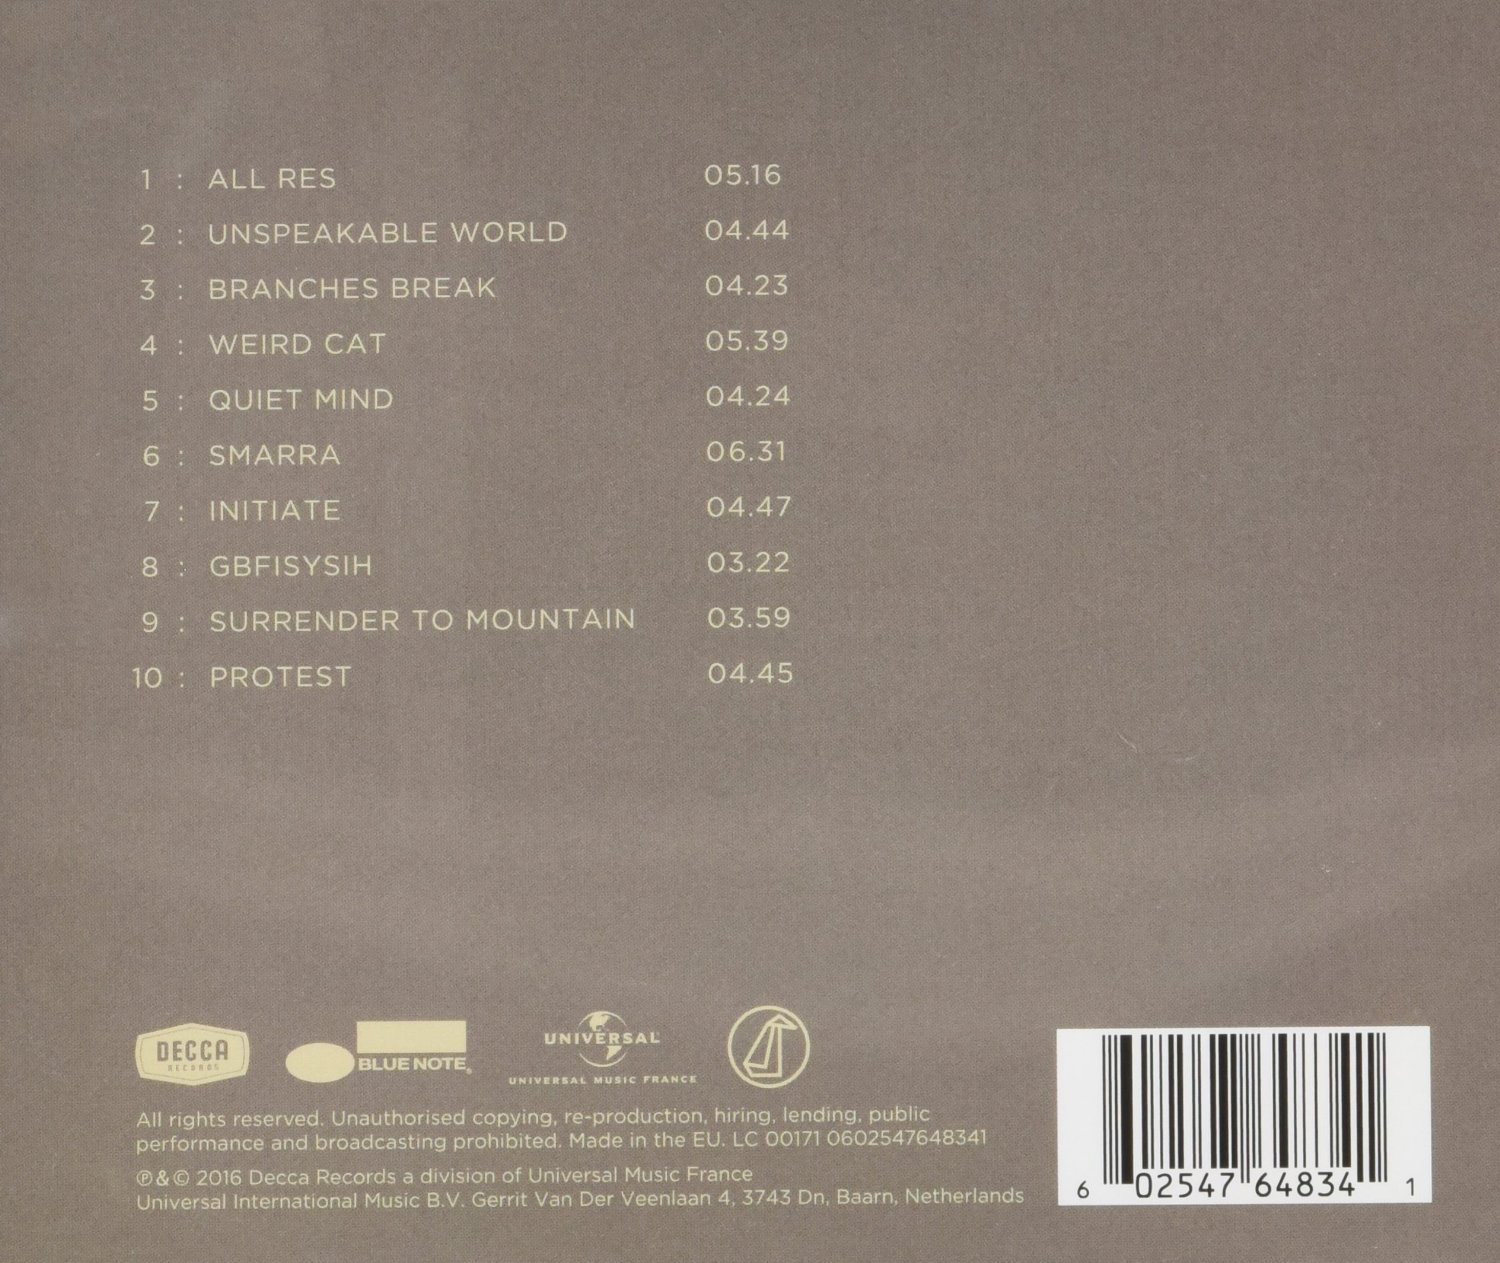 1 : ALL RES 05.16
2 : UNSPEAKABLE WORLD 04.44
3 : BRANCHES BREAK 04.23
4 : WEIRD CAT 05.39
5 : QUIET MIND 04.24
6 : SMARRA 06.31
7 : INITIATE 04.47
8 : GBFISYSIH 03.22
9 : SURRENDER TO MOUNTAIN 03.59
10 : PROTEST 04.45
DECCA
RECORDS
BLUE NOTE®
UNIVERSAL
UNIVERSAL MUSIC FRANCE
All rights reserved. Unauthorised copying, re-production, hiring, lending, public
performance and broadcasting prohibited. Made in the EU. LC 00171 0602547648341
℗&© 2016 Decca Records a division of Universal Music France
Universal International Music B.V. Gerrit Van Der Veenlaan 4, 3743 Dn, Baarn, Netherlands
6 02547 64834 1